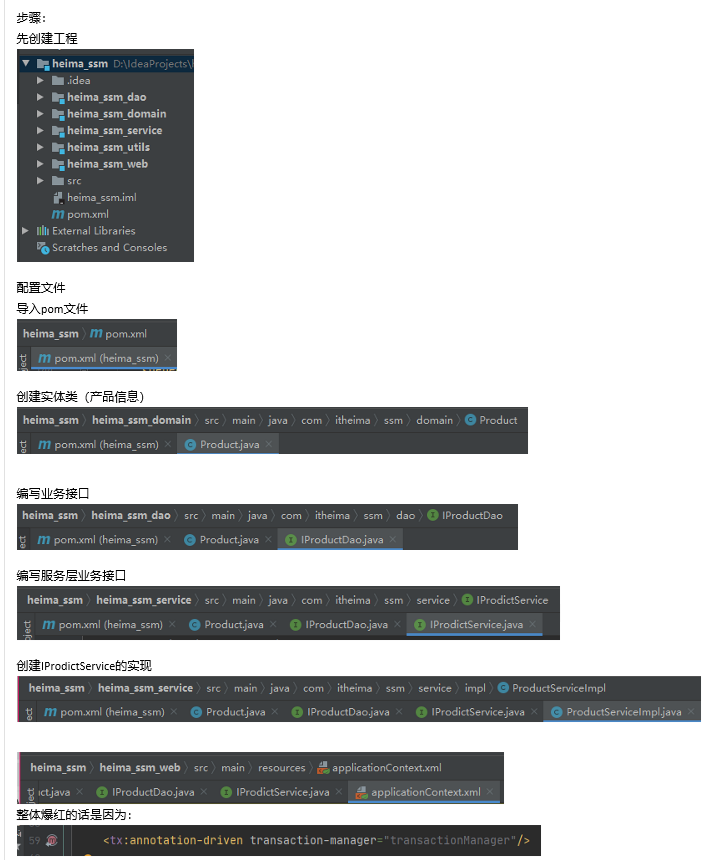 步骤：
先创建工程
heima_ssm D:\IdeaProjects\
.idea
heima_ssm_dao
heima_ssm_domain
heima_ssm_service
heima_ssm_utils
heima_ssm_web
src
heima_ssm.iml
pom.xml
External Libraries
Scratches and Consoles
配置文件
导入pom文件
heima_ssm 〉 pom.xml
pom.xml (heima_ssm) ×
创建实体类（产品信息）
heima_ssm 〉 heima_ssm_domain 〉 src 〉 main 〉 java 〉 com 〉 itheima 〉 ssm 〉 domain 〉 Product
pom.xml (heima_ssm) × Product.java ×
编写业务接口
heima_ssm 〉 heima_ssm_dao 〉 src 〉 main 〉 java 〉 com 〉 itheima 〉 ssm 〉 dao 〉 IProductDao
pom.xml (heima_ssm) × Product.java × IProductDao.java ×
编写服务层业务接口
heima_ssm 〉 heima_ssm_service 〉 src 〉 main 〉 java 〉 com 〉 itheima 〉 ssm 〉 service 〉 IProdictService
pom.xml (heima_ssm) × Product.java × IProductDao.java × IProdictService.java ×
创建IProdictService的实现
heima_ssm 〉 heima_ssm_service 〉 src 〉 main 〉 java 〉 com 〉 itheima 〉 ssm 〉 service 〉 impl 〉 ProductServiceImpl
pom.xml (heima_ssm) × Product.java × IProductDao.java × IProdictService.java × ProductServiceImpl.java ×
heima_ssm 〉 heima_ssm_web 〉 src 〉 main 〉 resources 〉 applicationContext.xml
ct.java × IProductDao.java × IProdictService.java × applicationContext.xml ×
整体爆红的话是因为：
59 <tx:annotation-driven transaction-manager="transactionManager"/>